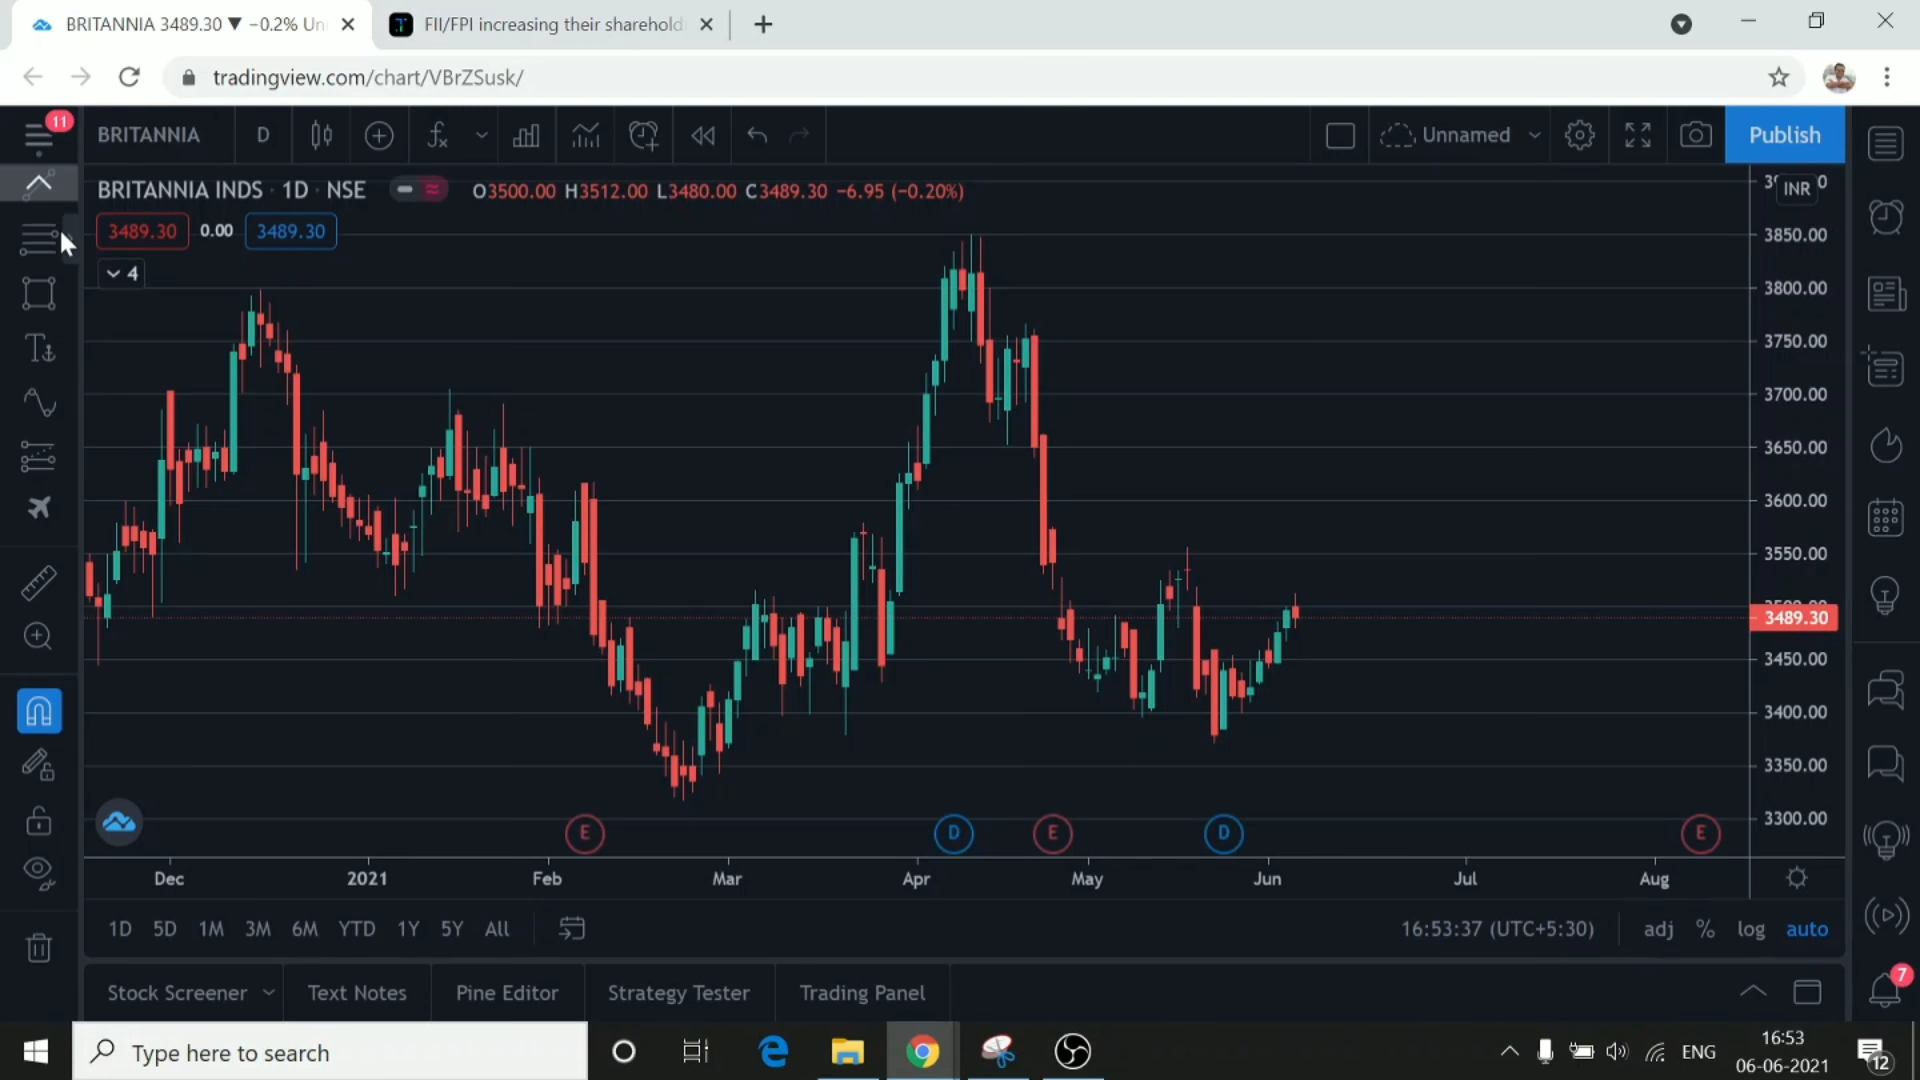 BRITANNIA 3489.30 ▼ −0.2% Un
FII/FPI increasing their sharehold
tradingview.com/chart/VBrZSusk/
11
BRITANNIA
D
Unnamed
Publish
BRITANNIA INDS · 1D · NSE
O3500.00 H3512.00 L3480.00 C3489.30 −6.95 (−0.20%)
INR
3489.30 0.00 3489.30
4
3850.00
3800.00
3750.00
3700.00
3650.00
3600.00
3550.00
3489.30
3450.00
3400.00
3350.00
3300.00
E D E D E
Dec 2021 Feb Mar Apr May Jun Jul Aug
1D 5D 1M 3M 6M YTD 1Y 5Y All
16:53:37 (UTC+5:30) adj % log auto
7
Stock Screener Text Notes Pine Editor Strategy Tester Trading Panel
Type here to search
ENG
16:53
06-06-2021
12